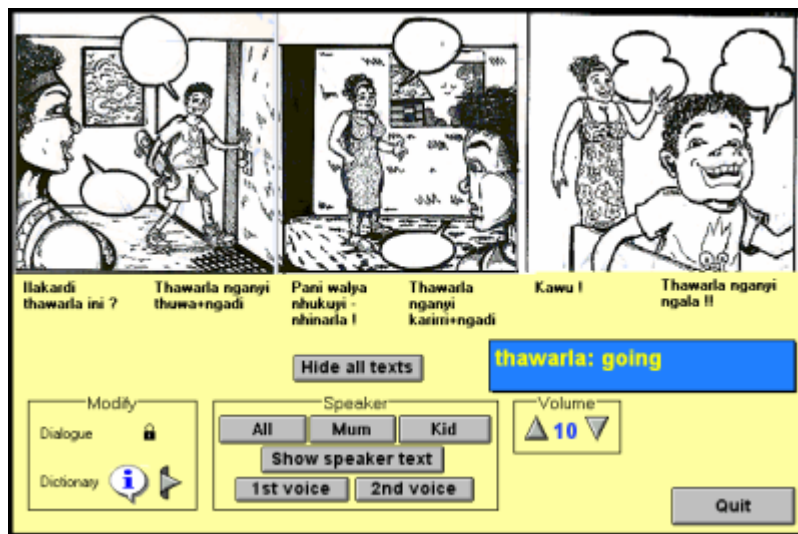 Ilakardi
thawarla ini ?
Thawarla nganyi
thuwa+ngadi
Pani walya
nhukuyi -
nhinarla !
Thawarla
nganyi
karirri+ngadi
Kawu !
Thawarla nganyi
ngala !!
Hide all texts
thawarla: going
Modify
Dialogue
Dictionary
Speaker
All Mum Kid
Show speaker text
1st voice 2nd voice
Volume
10
Quit